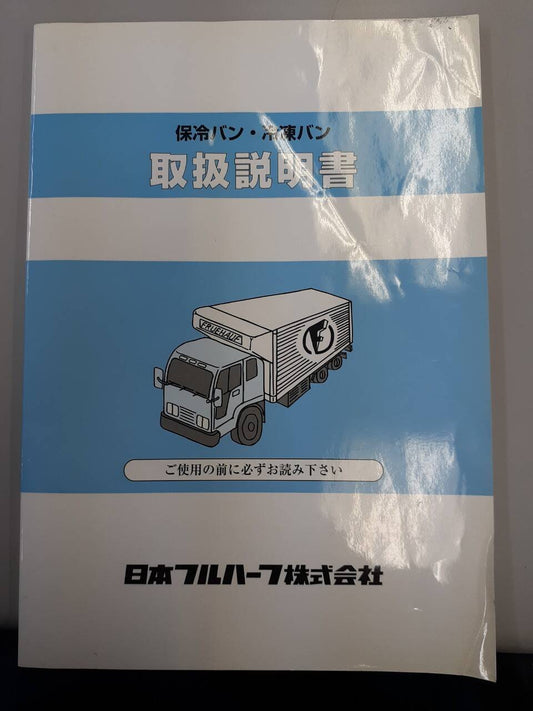 保冷バン・冷凍バン
取扱説明書
FRUEHAUF
F
ご使用の前に必ずお読み下さい
日本フルハーフ株式会社